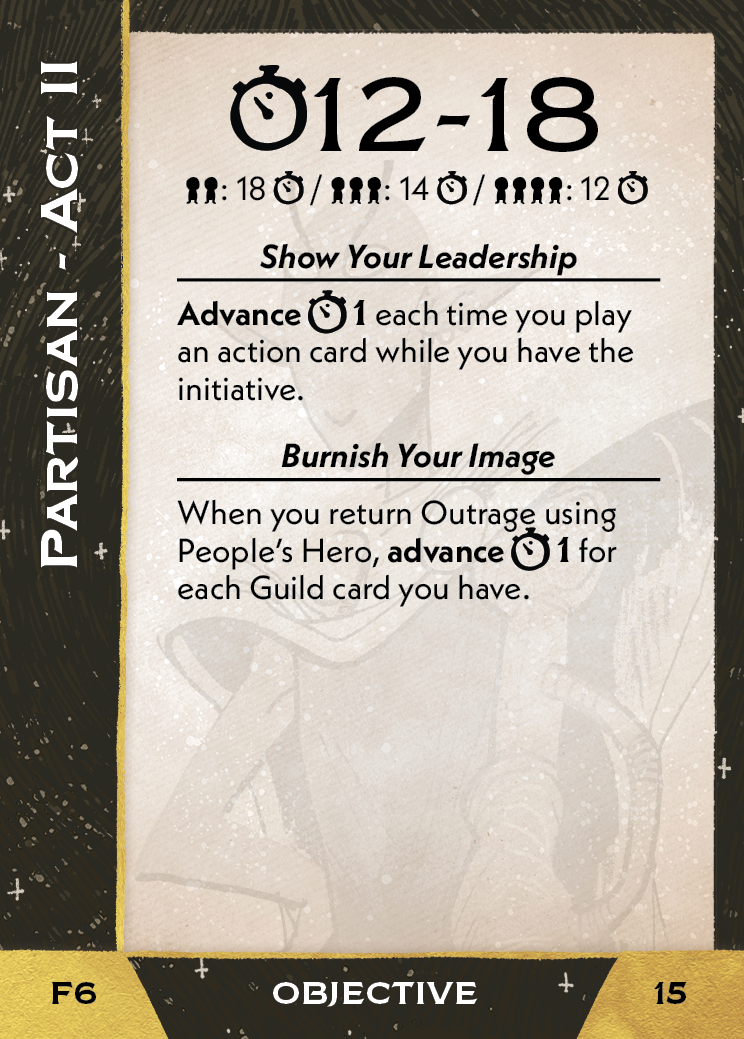 PARTISAN - ACT II
12-18
: 18 / : 14 / : 12
Show Your Leadership
Advance 1 each time you play
an action card while you have the
initiative.
Burnish Your Image
When you return Outrage using
People's Hero, advance 1 for
each Guild card you have.
F6
OBJECTIVE
15